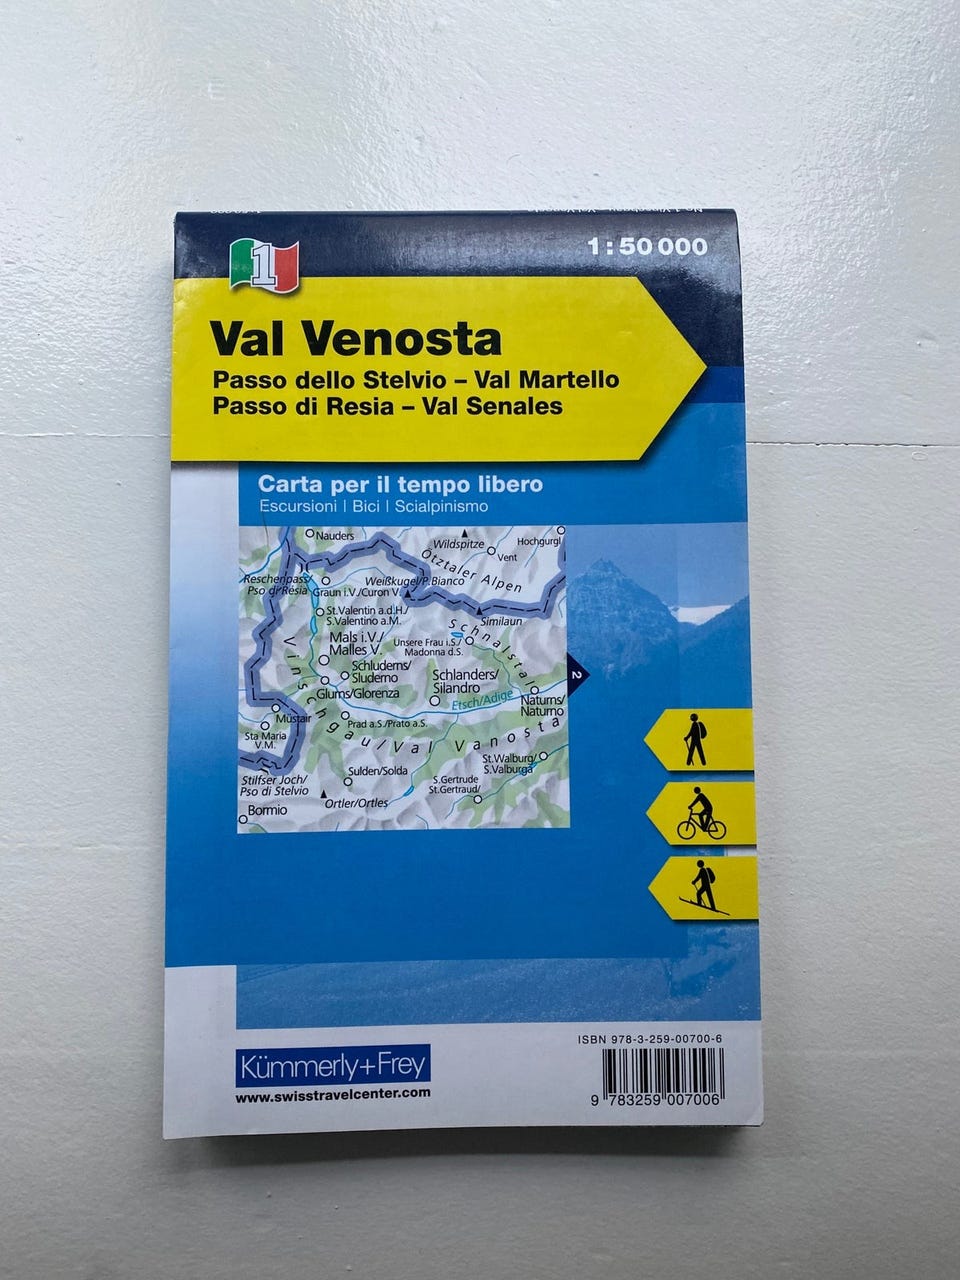 1:50 000
1
Val Venosta
Passo dello Stelvio – Val Martello
Passo di Resia – Val Senales
Carta per il tempo libero
Escursioni | Bici | Scialpinismo
Nauders
Wildspitze
Hochgurgl
Vent
Ötztaler Alpen
Reschenpass/
Pso di Resia
Weißkugel/P.Bianco
Graun i.V./Curon V.
St.Valentin a.d.H./
S.Valentino a.M.
Similaun
Schnalstal
Mals i.V./
Malles V.
Unsere Frau i.S./
Madonna d.S.
Schluderns/
Sluderno
Schlanders/
Silandro
2
Glurns/Glorenza
Etsch/Adige
Naturns/
Naturno
Müstair
Prad a.S./Prato a.S.
Vinschgau/Val Vanosta
Sta Maria
V.M.
St.Walburg/
S.Valburga
Stilfser Joch/
Pso di Stelvio
Sulden/Solda
S.Gertrude
St.Gertraud/
Ortler/Ortles
Bormio
ISBN 978-3-259-00700-6
Kümmerly+Frey
www.swisstravelcenter.com
9 783259 007006